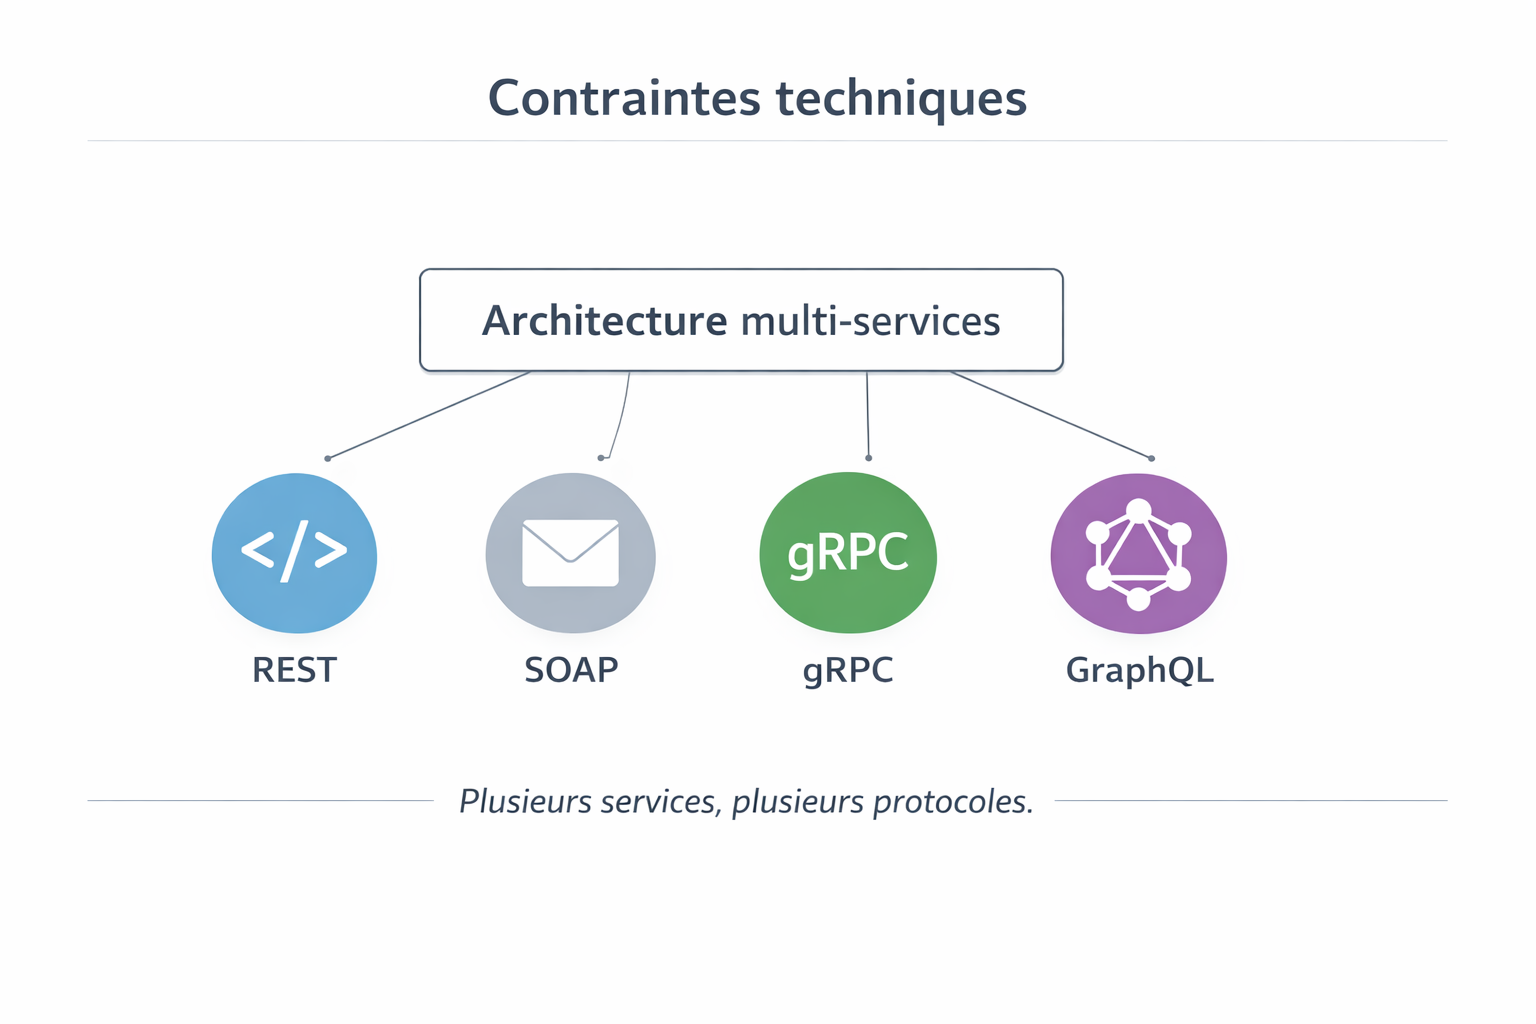 Contraintes techniques
Architecture multi-services
</>
gRPC
REST
SOAP
gRPC
GraphQL
Plusieurs services, plusieurs protocoles.